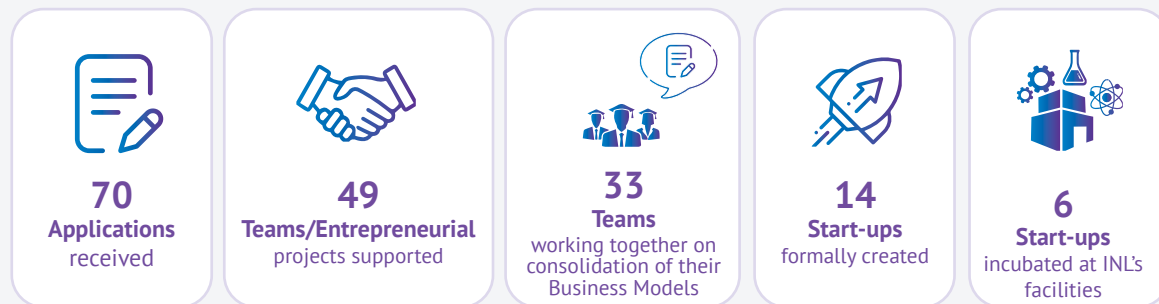 70
Applications
received
49
Teams/Entrepreneurial
projects supported
33
Teams
working together on
consolidation of their
Business Models
14
Start-ups
formally created
6
Start-ups
incubated at INL's
facilities